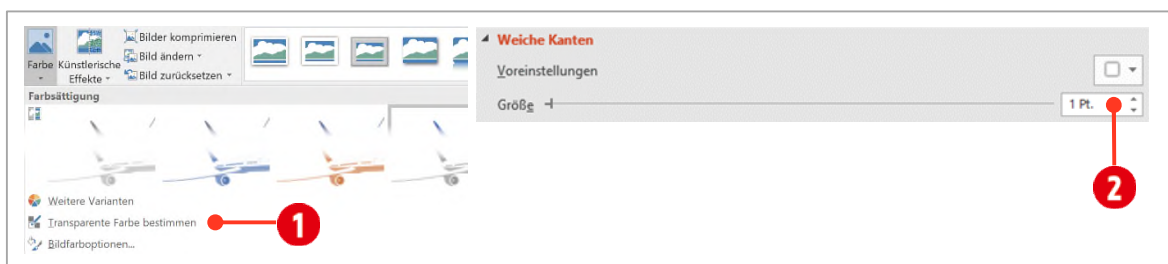 Farbe
Künstlerische
Effekte
Bilder komprimieren
Bild ändern
Bild zurücksetzen
Farbsättigung
Weitere Varianten
Transparente Farbe bestimmen
1
Bildfarboptionen...
Weiche Kanten
Voreinstellungen
Größe
1 Pt.
2